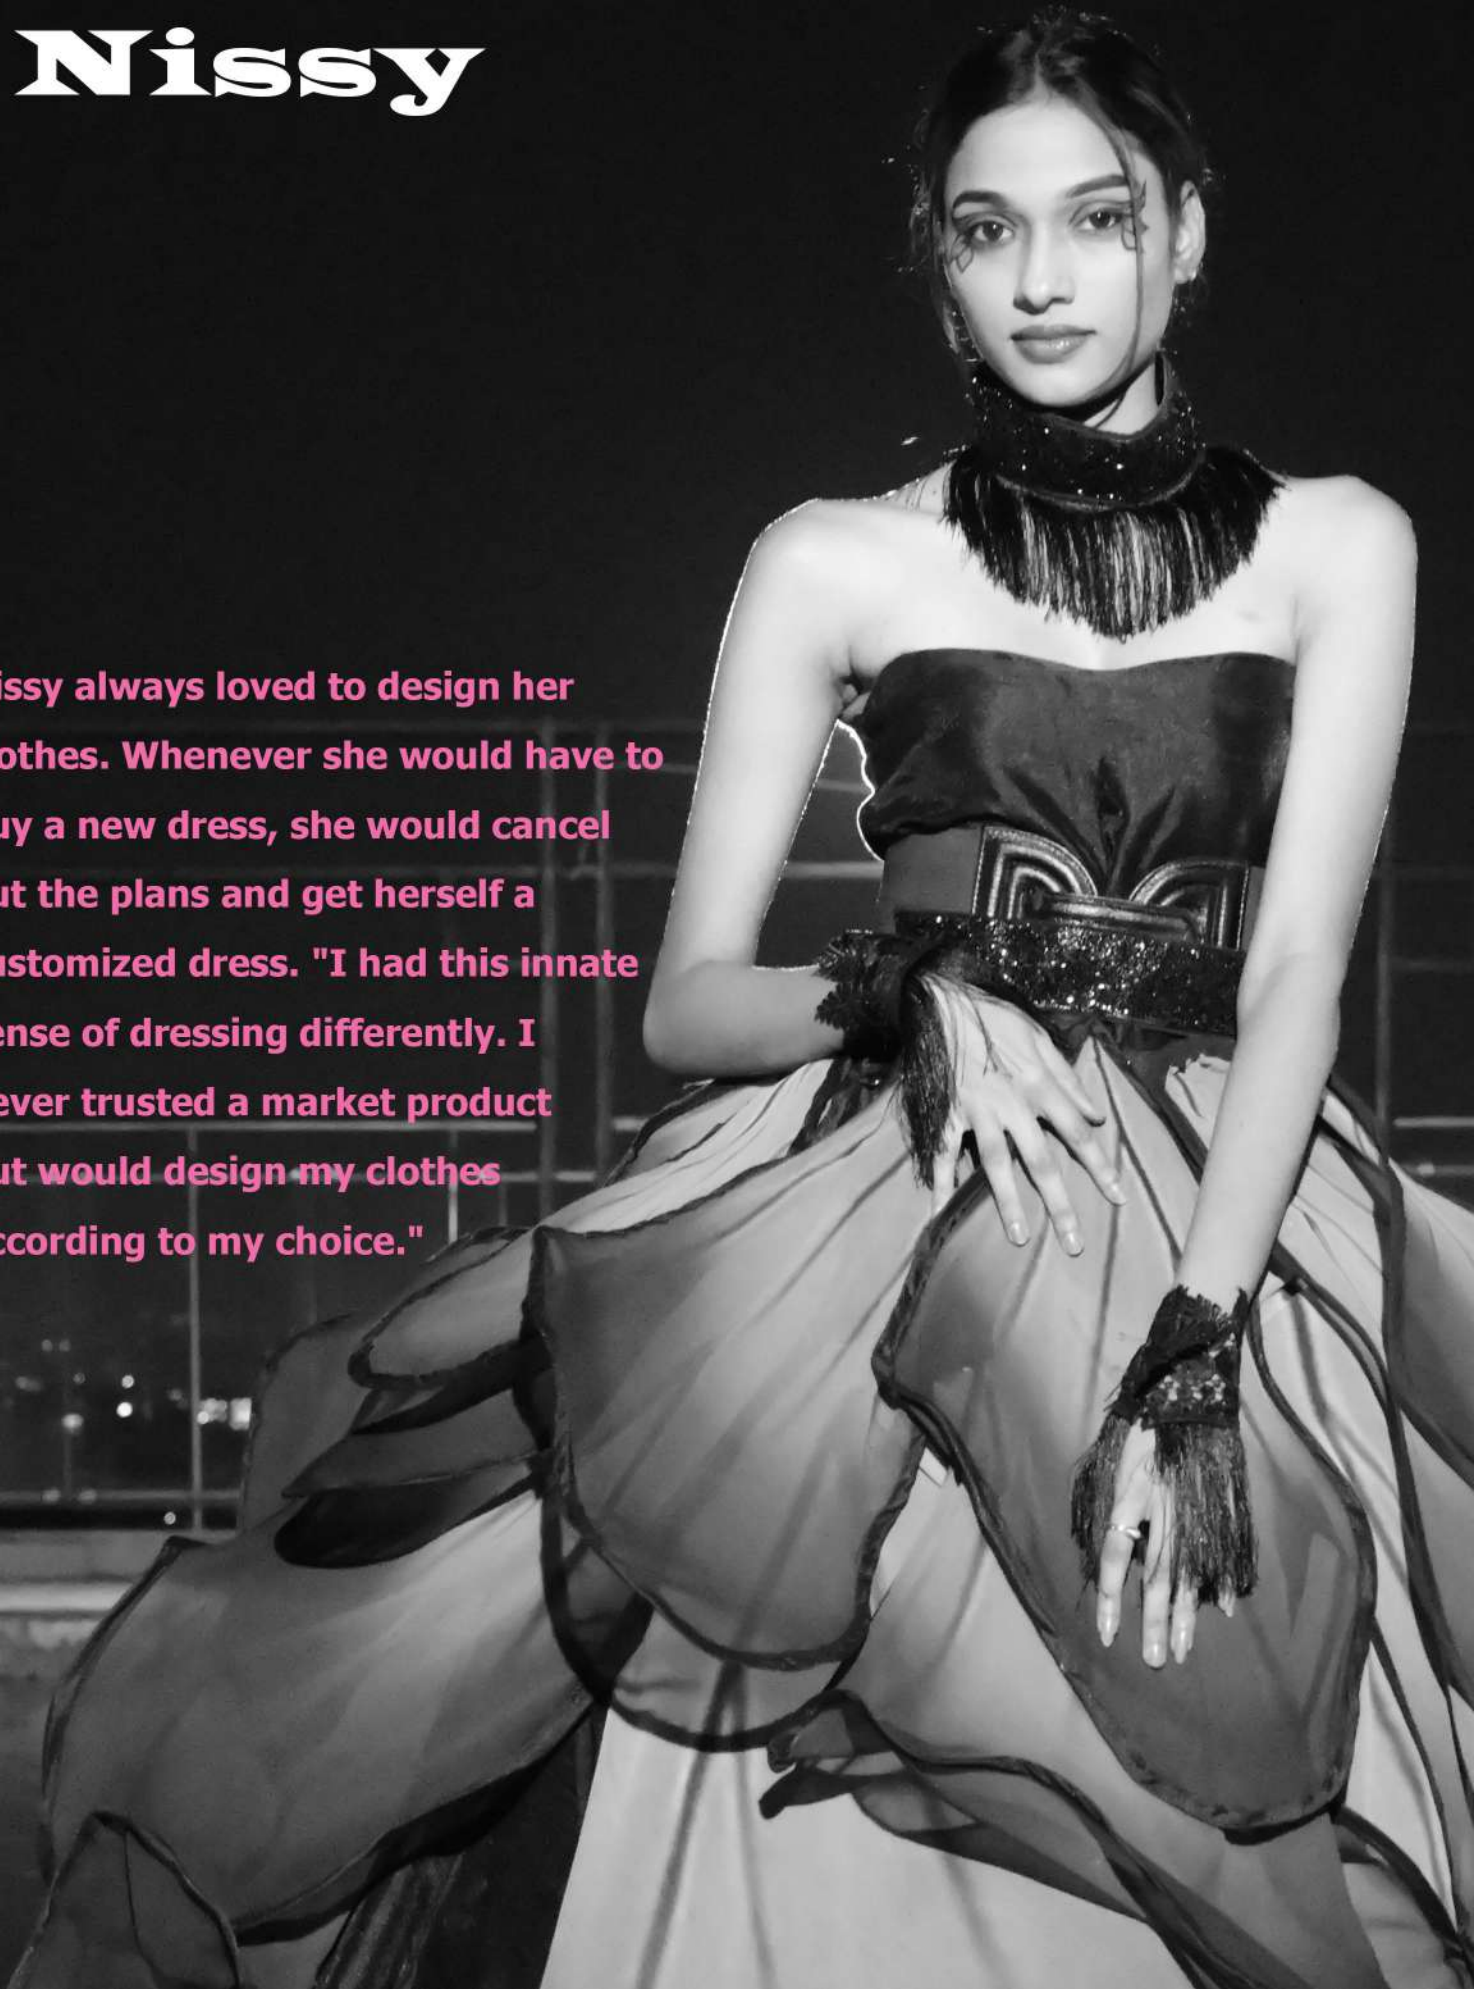 Nissy
issy always loved to design her
othes. Whenever she would have to
uy a new dress, she would cancel
ut the plans and get herself a
ustomized dress. "I had this innate
ense of dressing differently. I
ever trusted a market product
ut would design my clothes
ccording to my choice."